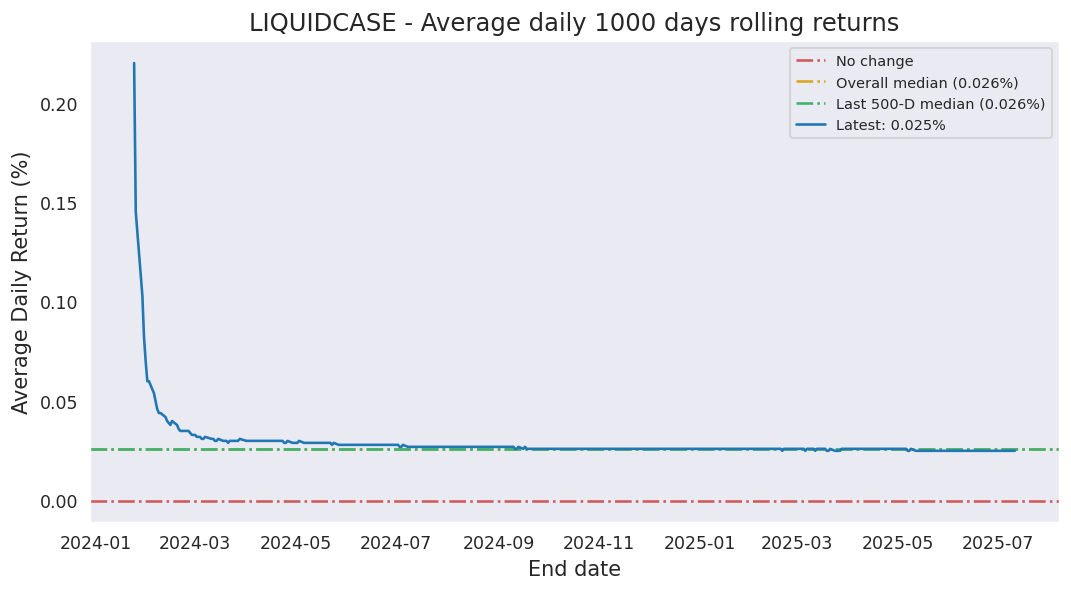 LIQUIDCASE - Average daily 1000 days rolling returns
No change
Overall median (0.026%)
Last 500-D median (0.026%)
Latest: 0.025%
Average Daily Return (%)
0.20
0.15
0.10
0.05
0.00
2024-01 2024-03 2024-05 2024-07 2024-09 2024-11 2025-01 2025-03 2025-05 2025-07
End date